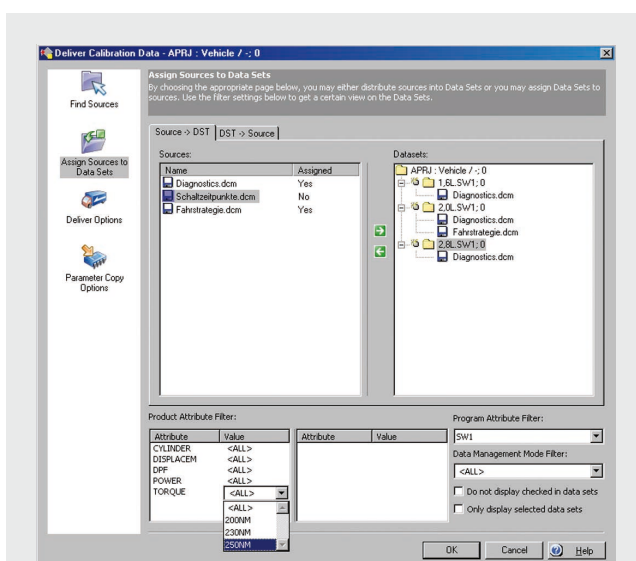 Deliver Calibration Data - APRJ : Vehicle / -; 0
Find Sources
Assign Sources to
Data Sets
Deliver Options
Parameter Copy
Options
Assign Sources to Data Sets
By choosing the appropriate page below, you may either distribute sources into Data Sets or you may assign Data Sets to
sources. Use the filter settings below to get a certain view on the Data Sets.
Source -> DST DST -> Source
Sources:
Name Assigned
Diagnostics.dcm Yes
Schaltzeitpunkte.dcm No
Fahrstrategie.dcm Yes
Datasets:
APRJ : Vehicle / -; 0
1,6L.SW1; 0
Diagnostics.dcm
2,0L.SW1; 0
Diagnostics.dcm
Fahrstrategie.dcm
2,8L.SW1; 0
Diagnostics.dcm
Product Attribute Filter:
Attribute Value Attribute Value
CYLINDER <ALL>
DISPLACEM <ALL>
DPF <ALL>
POWER <ALL>
TORQUE <ALL>
<ALL>
200NM
230NM
250NM
Program Attribute Filter:
SW1
Data Management Mode Filter:
<ALL>
Do not display checked in data sets
Only display selected data sets
OK Cancel Help